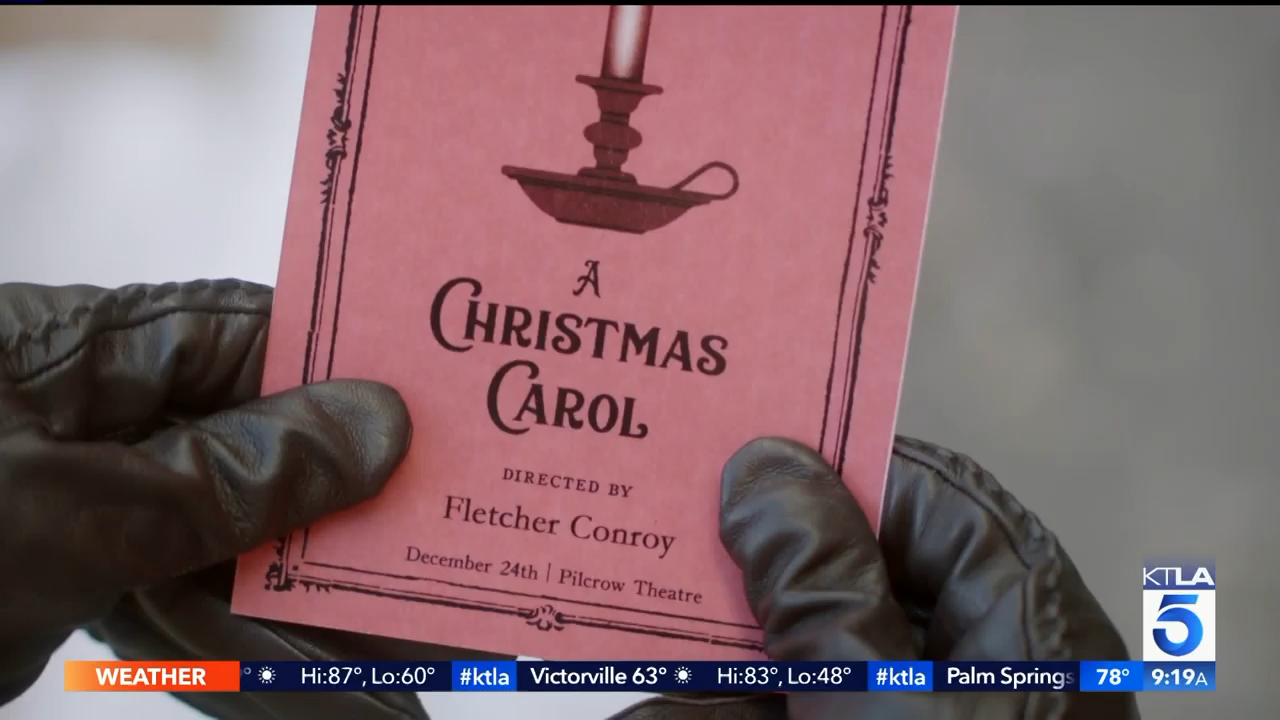 A
CHRISTMAS
CAROL
DIRECTED BY
Fletcher Conroy
December 24th | Pilcrow Theatre
KTLA
5
WEATHER ° Hi:87°, Lo:60° #ktla Victorville 63° Hi:83°, Lo:48° #ktla Palm Springs 78° 9:19A